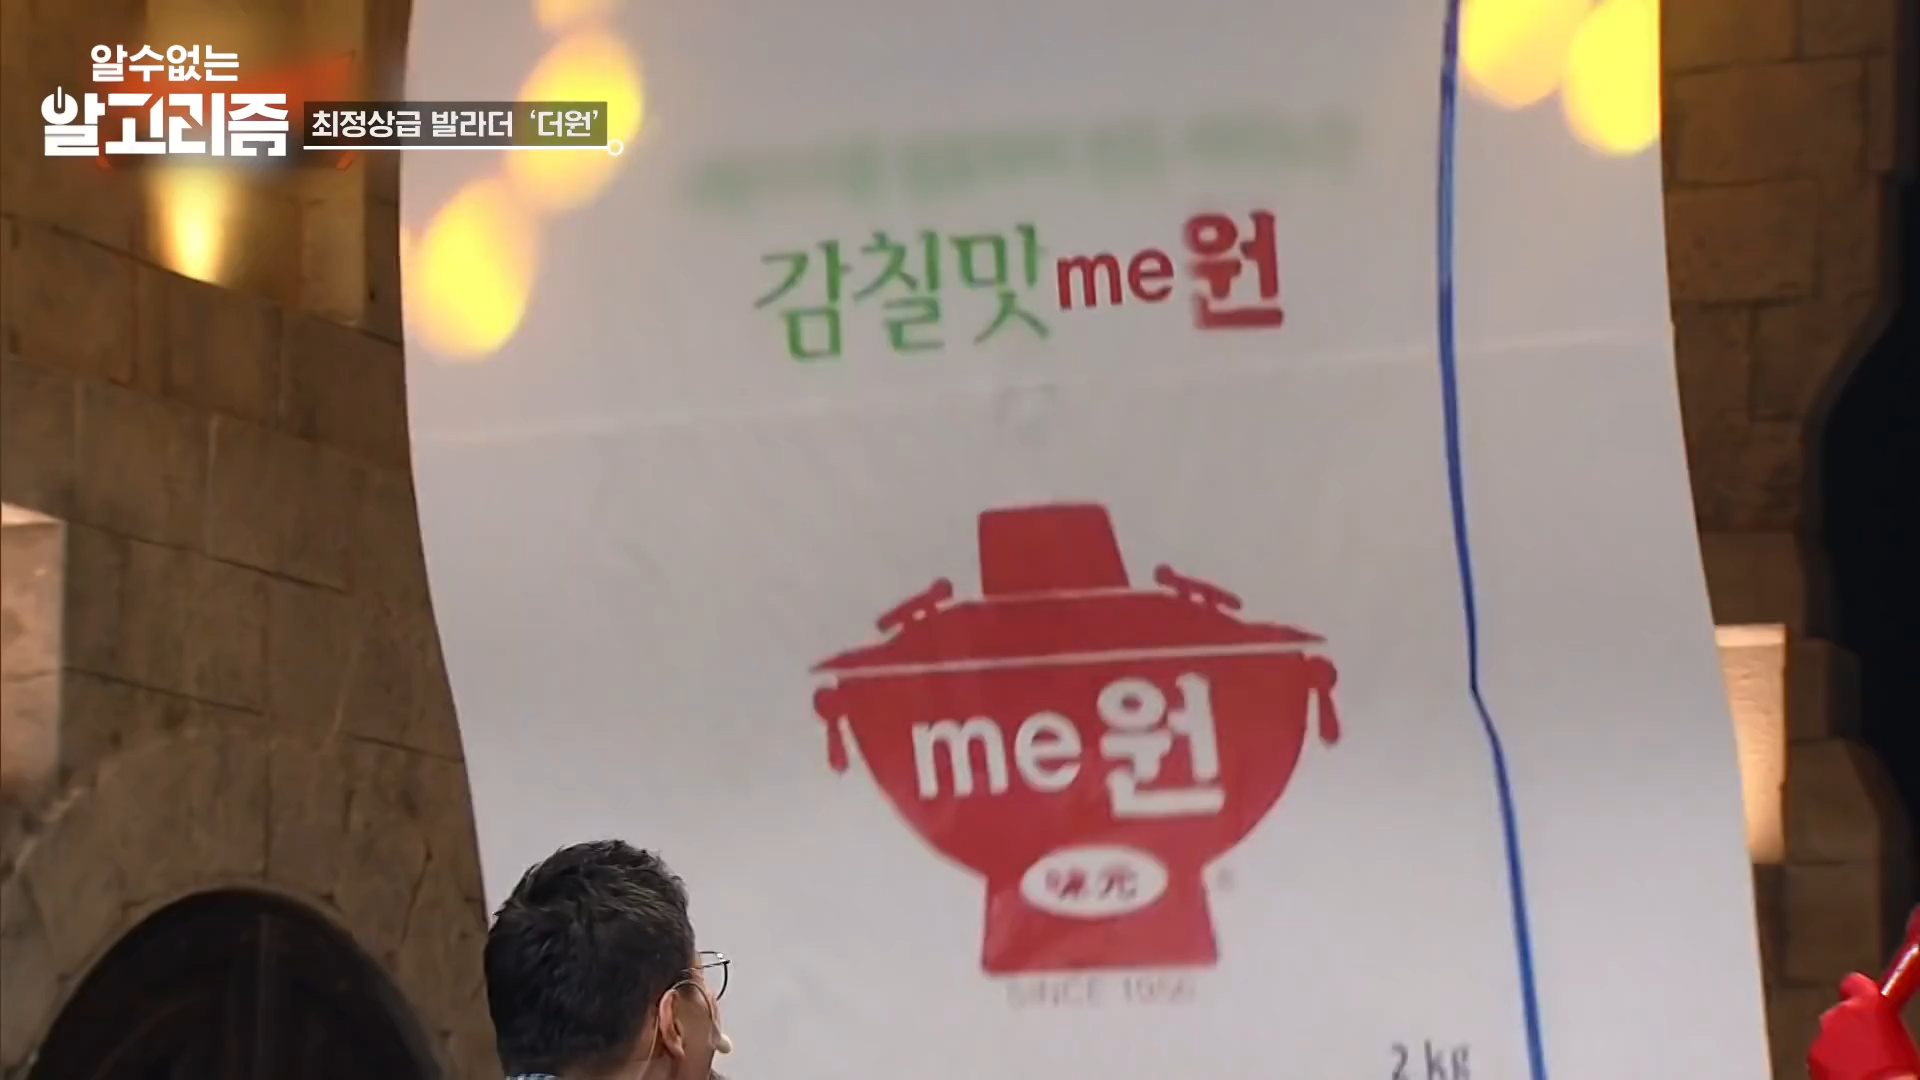 알수없는
알고리즘
최정상급 발라더 '더원'
감칠맛 me원
me원
味元
SINCE 1956
2 kg